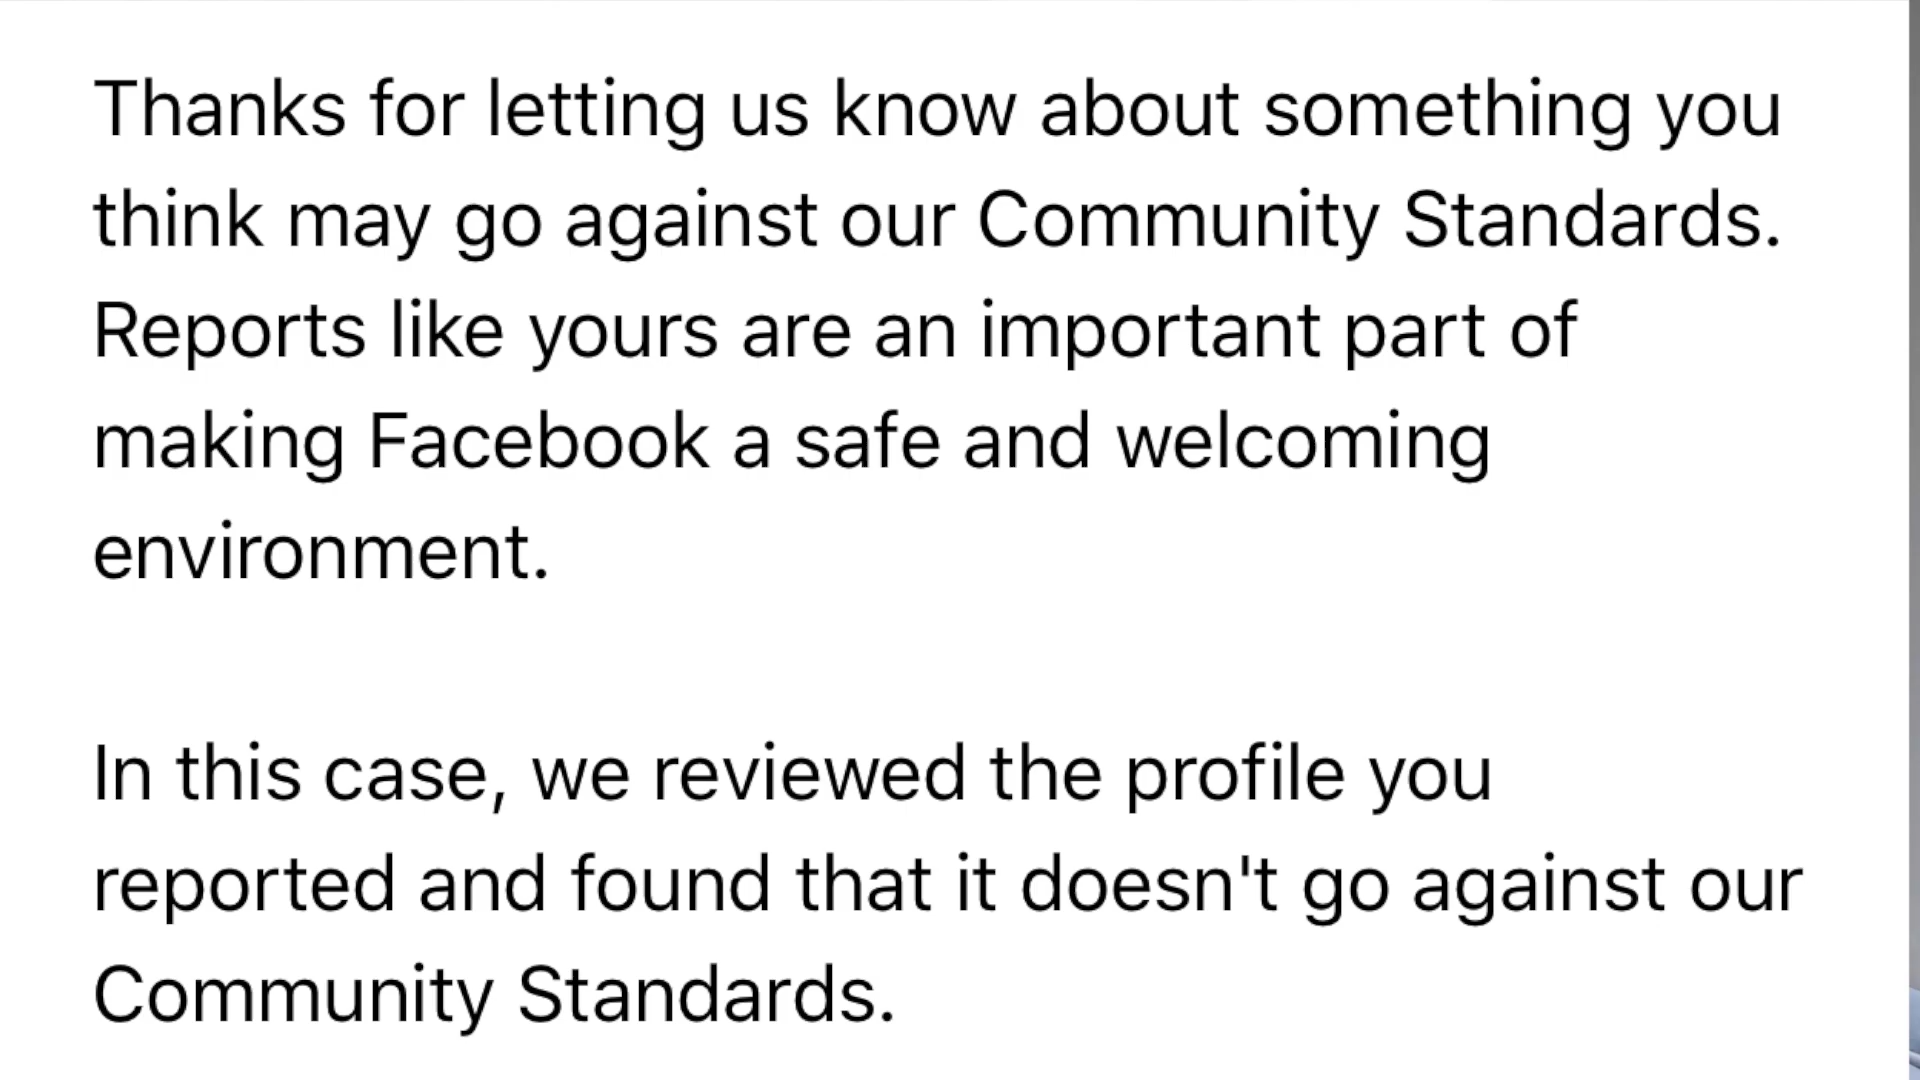 Thanks for letting us know about something you
think may go against our Community Standards.
Reports like yours are an important part of
making Facebook a safe and welcoming
environment.
In this case, we reviewed the profile you
reported and found that it doesn't go against our
Community Standards.